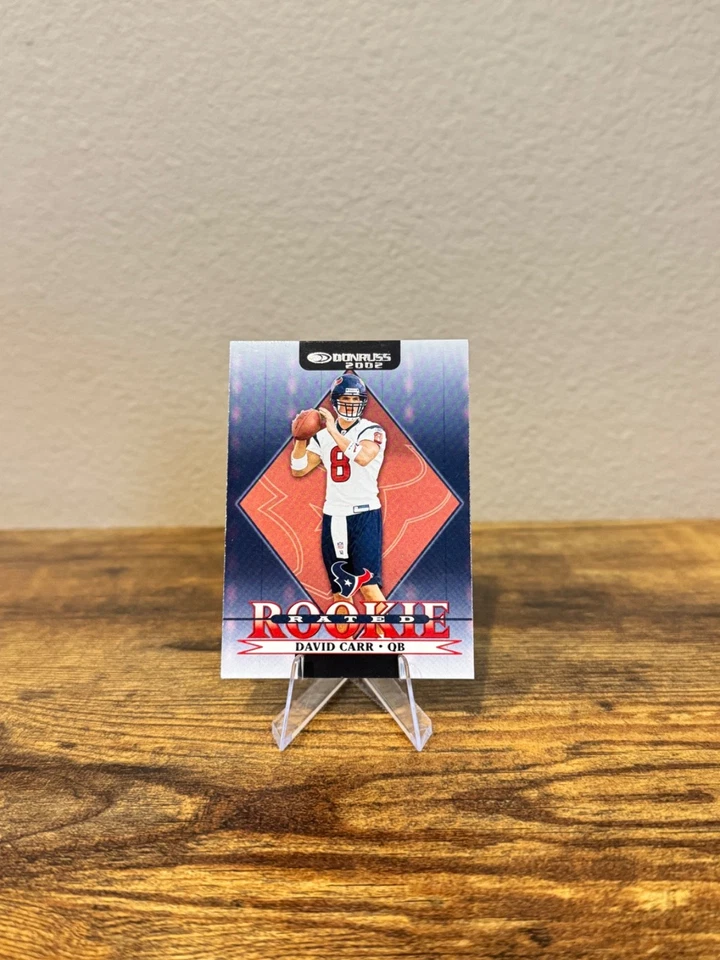 DONRUSS
2002
8
ROOKIE
RATED
DAVID CARR • QB